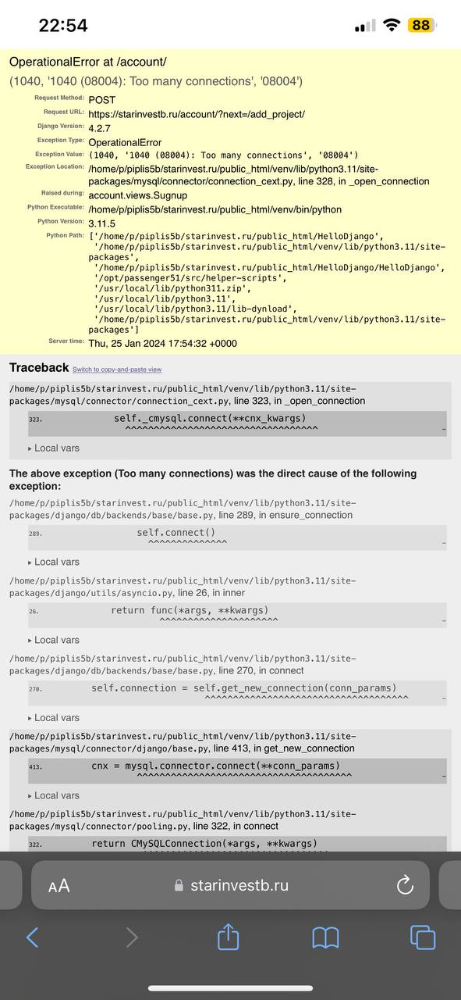 22:54
88
OperationalError at /account/
(1040, '1040 (08004): Too many connections', '08004')
Request Method: POST
Request URL: https://starinvestb.ru/account/?next=/add_project/
Django Version: 4.2.7
Exception Type: OperationalError
Exception Value: (1040, '1040 (08004): Too many connections', '08004')
Exception Location: /home/p/piplis5b/starinvest.ru/public_html/venv/lib/python3.11/site-
packages/mysql/connector/connection_cext.py, line 328, in _open_connection
Raised during: account.views.Sugnup
Python Executable: /home/p/piplis5b/starinvest.ru/public_html/venv/bin/python
Python Version: 3.11.5
Python Path: ['/home/p/piplis5b/starinvest.ru/public_html/HelloDjango',
'/home/p/piplis5b/starinvest.ru/public_html/venv/lib/python3.11/site-
packages',
'/home/p/piplis5b/starinvest.ru/public_html/HelloDjango/HelloDjango',
'/opt/passenger51/src/helper-scripts',
'/usr/local/lib/python311.zip',
'/usr/local/lib/python3.11',
'/usr/local/lib/python3.11/lib-dynload',
'/home/p/piplis5b/starinvest.ru/public_html/venv/lib/python3.11/site-
packages']
Server time: Thu, 25 Jan 2024 17:54:32 +0000
Traceback Switch to copy-and-paste view
/home/p/piplis5b/starinvest.ru/public_html/venv/lib/python3.11/site-
packages/mysql/connector/connection_cext.py, line 323, in _open_connection
323. self._cmysql.connect(**cnx_kwargs)
^^^^^^^^^^^^^^^^^^^^^^^^^^^^^^^^^^ …
▸ Local vars
The above exception (Too many connections) was the direct cause of the following
exception:
/home/p/piplis5b/starinvest.ru/public_html/venv/lib/python3.11/site-
packages/django/db/backends/base/base.py, line 289, in ensure_connection
289. self.connect()
^^^^^^^^^^^^^^ …
▸ Local vars
/home/p/piplis5b/starinvest.ru/public_html/venv/lib/python3.11/site-
packages/django/utils/asyncio.py, line 26, in inner
26. return func(*args, **kwargs)
^^^^^^^^^^^^^^^^^^^^^ …
▸ Local vars
/home/p/piplis5b/starinvest.ru/public_html/venv/lib/python3.11/site-
packages/django/db/backends/base/base.py, line 270, in connect
270. self.connection = self.get_new_connection(conn_params)
^^^^^^^^^^^^^^^^^^^^^^^^^^^^^^^^^^^^ …
▸ Local vars
/home/p/piplis5b/starinvest.ru/public_html/venv/lib/python3.11/site-
packages/mysql/connector/django/base.py, line 413, in get_new_connection
413. cnx = mysql.connector.connect(**conn_params)
^^^^^^^^^^^^^^^^^^^^^^^^^^^^^^^^^^^^^^ …
▸ Local vars
/home/p/piplis5b/starinvest.ru/public_html/venv/lib/python3.11/site-
packages/mysql/connector/pooling.py, line 322, in connect
322. return CMySQLConnection(*args, **kwargs)
AA starinvestb.ru